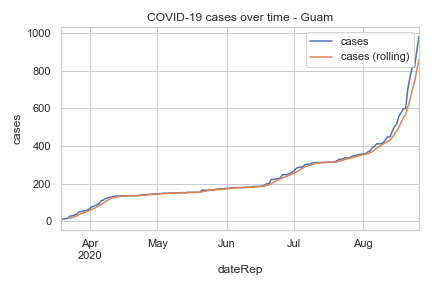 COVID-19 cases over time - Guam
cases
cases (rolling)
1000
800
600
400
200
0
cases
Apr
2020
May
Jun
Jul
Aug
dateRep